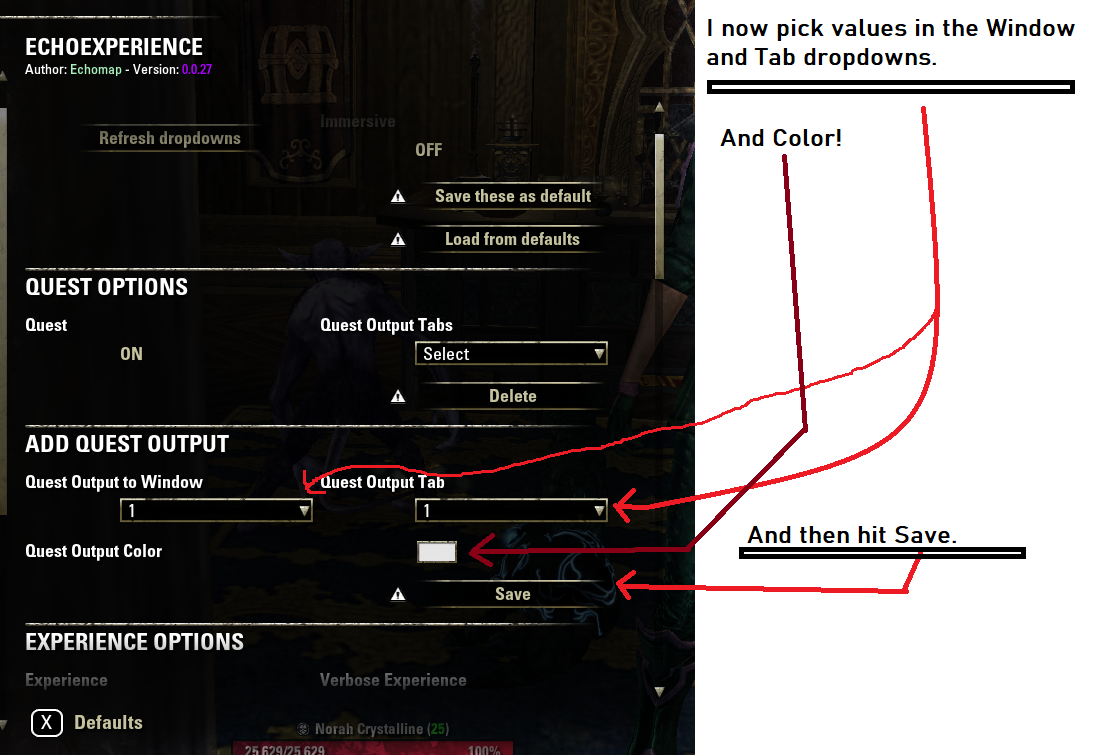 ECHOEXPERIENCE
Author: Echomap - Version: 0.0.27
Immersive
Refresh dropdowns
OFF
Save these as default
Load from defaults
QUEST OPTIONS
Quest
Quest Output Tabs
ON
Select
Delete
ADD QUEST OUTPUT
Quest Output to Window
Quest Output Tab
1
1
Quest Output Color
Save
EXPERIENCE OPTIONS
Experience
Verbose Experience
X Defaults
Norah Crystalline (25)
25 629/25 629 100%
I now pick values in the Window
and Tab dropdowns.
And Color!
And then hit Save.